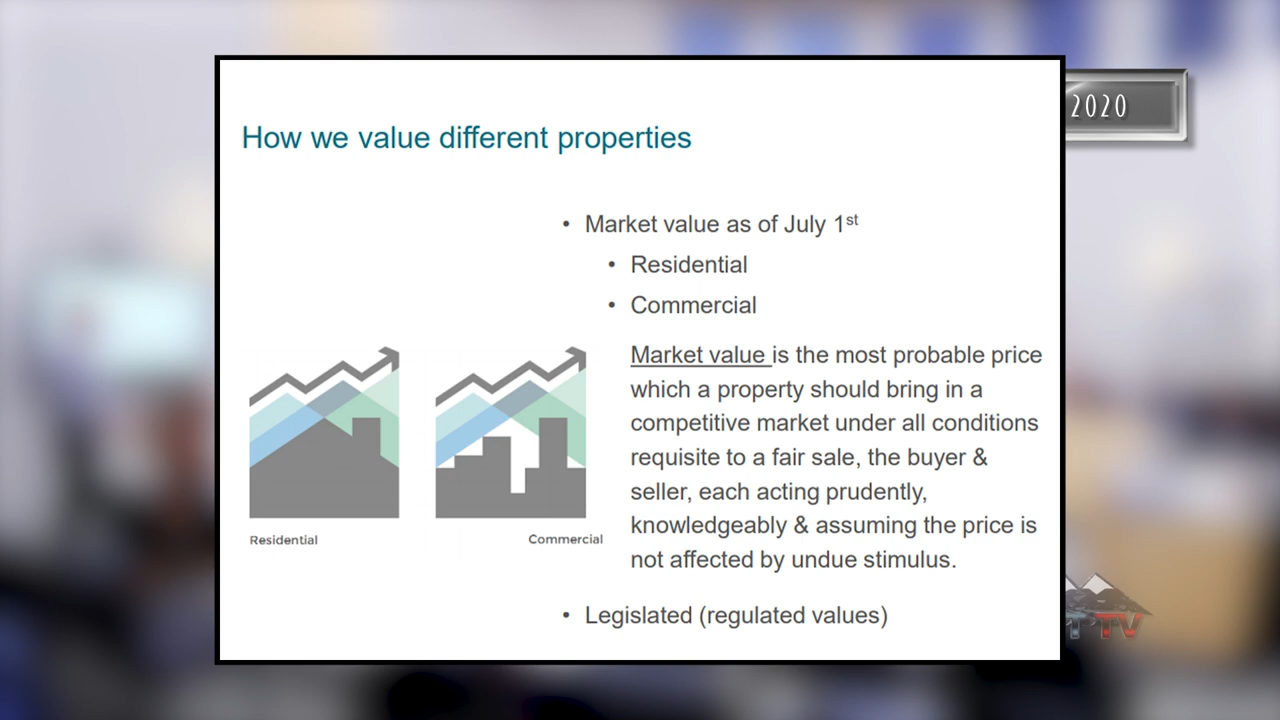 2020
How we value different properties
• Market value as of July 1st
• Residential
• Commercial
Market value is the most probable price
which a property should bring in a
competitive market under all conditions
requisite to a fair sale, the buyer &
seller, each acting prudently,
knowledgeably & assuming the price is
not affected by undue stimulus.
Residential
Commercial
• Legislated (regulated values)
TV